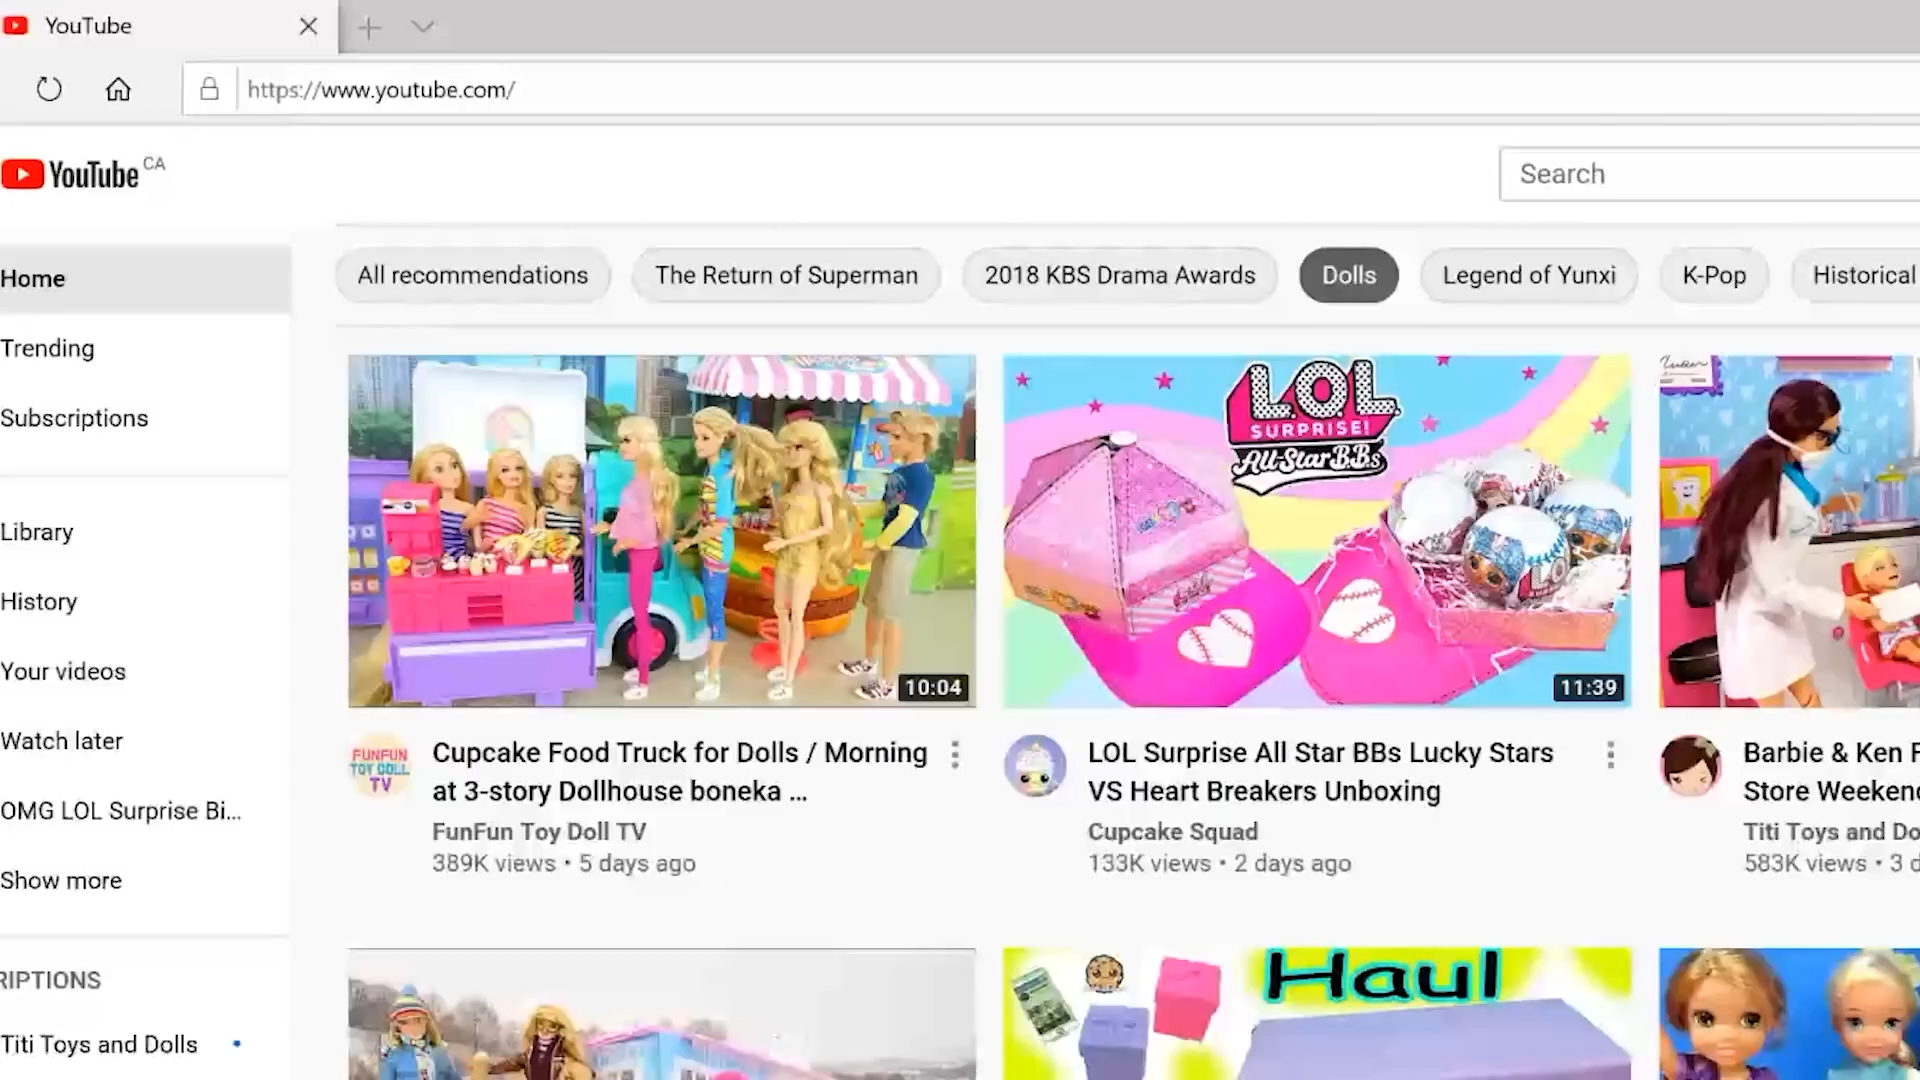 YouTube
https://www.youtube.com/
YouTube CA
Search
Home
Trending
Subscriptions
Library
History
Your videos
Watch later
OMG LOL Surprise Bi...
Show more
RIPTIONS
Titi Toys and Dolls
All recommendations
The Return of Superman
2018 KBS Drama Awards
Dolls
Legend of Yunxi
K-Pop
Historical
10:04
FUNFUN
TOY DOLL
TV
Cupcake Food Truck for Dolls / Morning
at 3-story Dollhouse boneka ...
FunFun Toy Doll TV
389K views • 5 days ago
L.O.L.
SURPRISE!
All-Star B.B.s
11:39
LOL Surprise All Star BBs Lucky Stars
VS Heart Breakers Unboxing
Cupcake Squad
133K views • 2 days ago
Barbie & Ken F
Store Weeken
Titi Toys and Do
583K views • 3 d
Haul